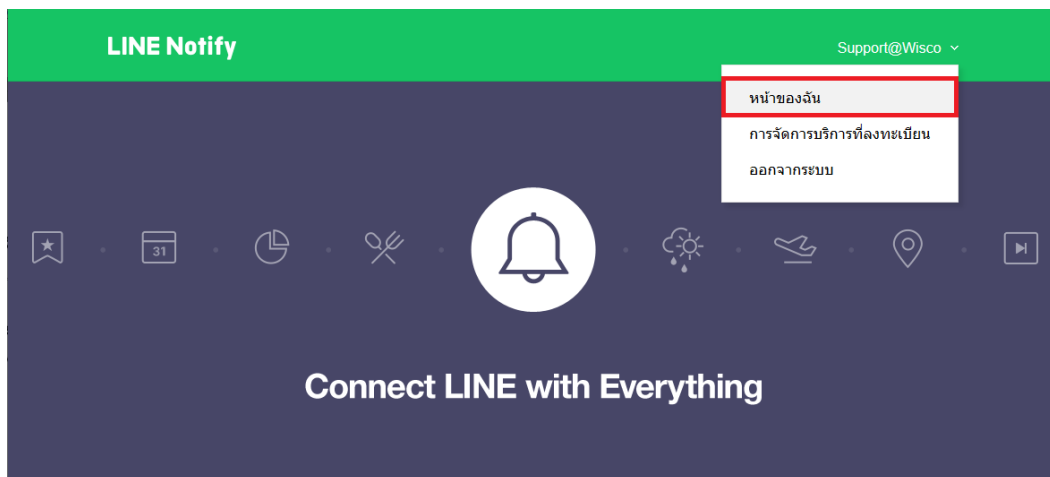 LINE Notify
Support@Wisco
หน้าของฉัน
การจัดการบริการที่ลงทะเบียน
ออกจากระบบ
31
Connect LINE with Everything